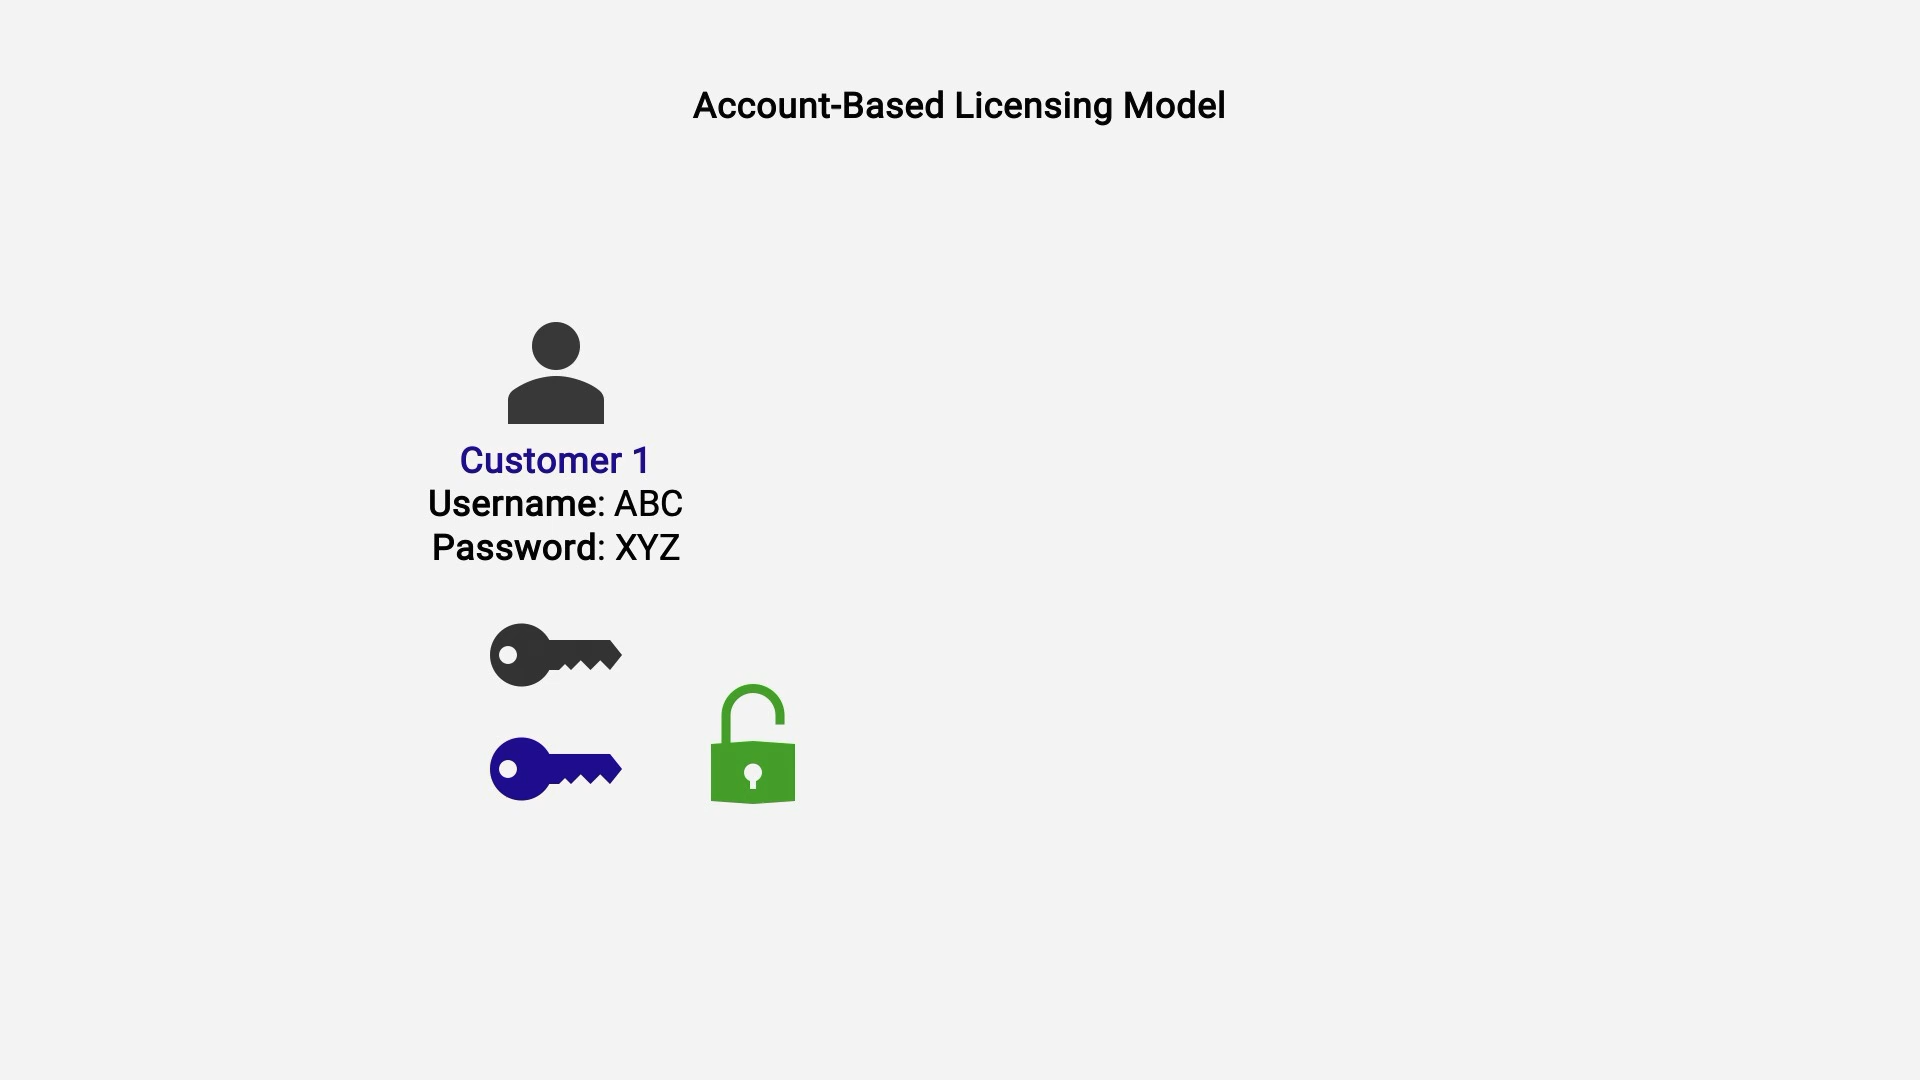 Account-Based Licensing Model
Customer 1
Username: ABC
Password: XYZ